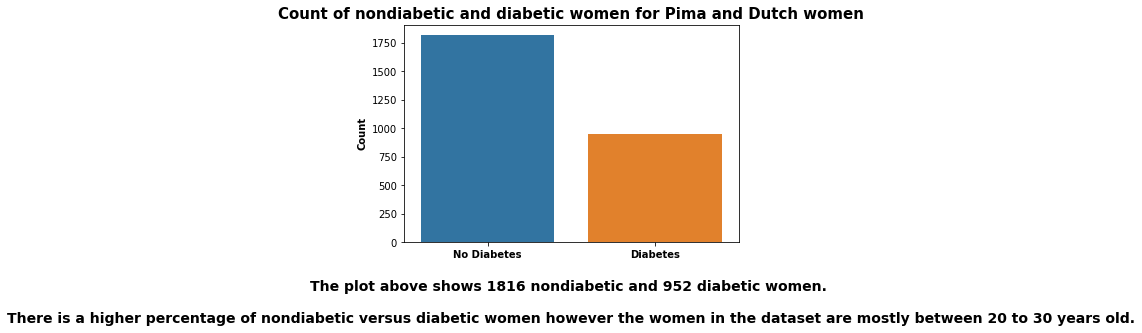 Count of nondiabetic and diabetic women for Pima and Dutch women
1750
1500
1250
1000
750
500
250
0
Count
No Diabetes
Diabetes
The plot above shows 1816 nondiabetic and 952 diabetic women.
There is a higher percentage of nondiabetic versus diabetic women however the women in the dataset are mostly between 20 to 30 years old.